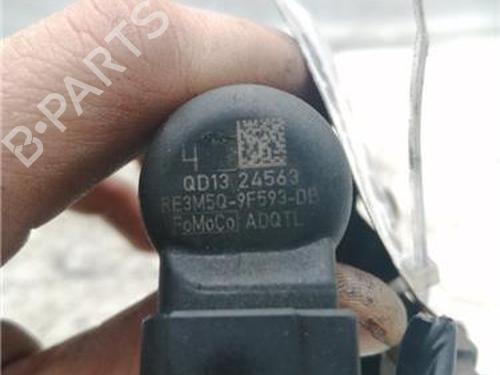 B-PARTS
4
QD13 24563
RE3M5Q-9F593-DB
FoMoCo ADQTL